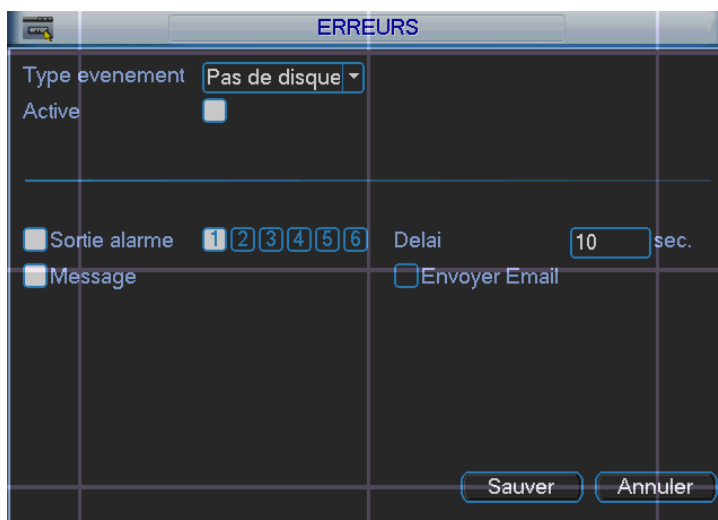 error
ERREURS
Type evenement Pas de disque
Active
Sortie alarme 1 2 3 4 5 6 Delai 10 sec.
Message Envoyer Email
Sauver Annuler